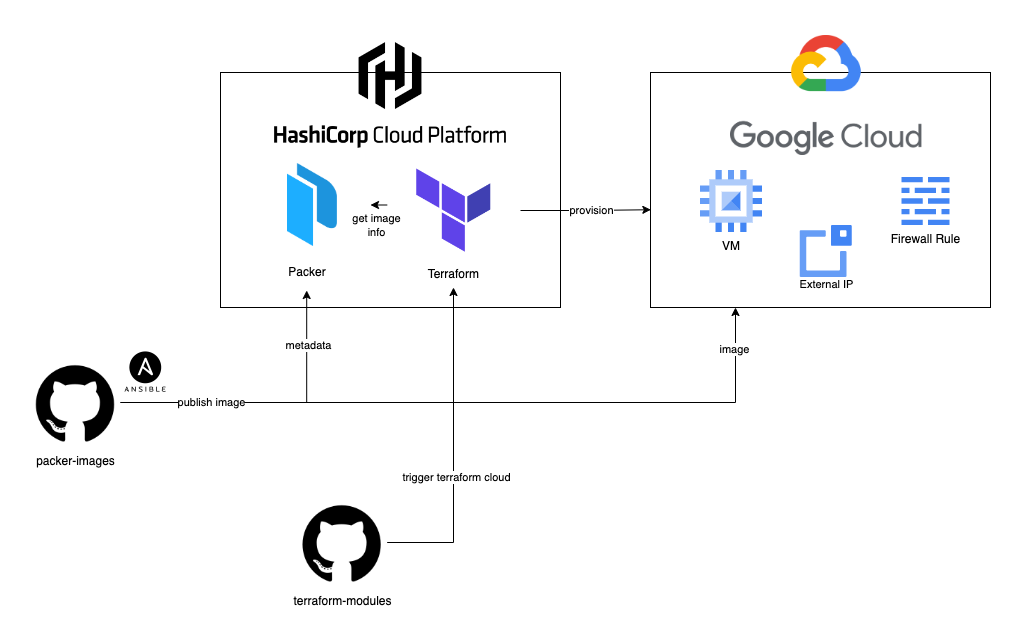 HashiCorp Cloud Platform
Google Cloud
get image
info
provision
VM
Firewall Rule
Packer
Terraform
External IP
metadata
image
ANSIBLE
publish image
packer-images
trigger terraform cloud
terraform-modules